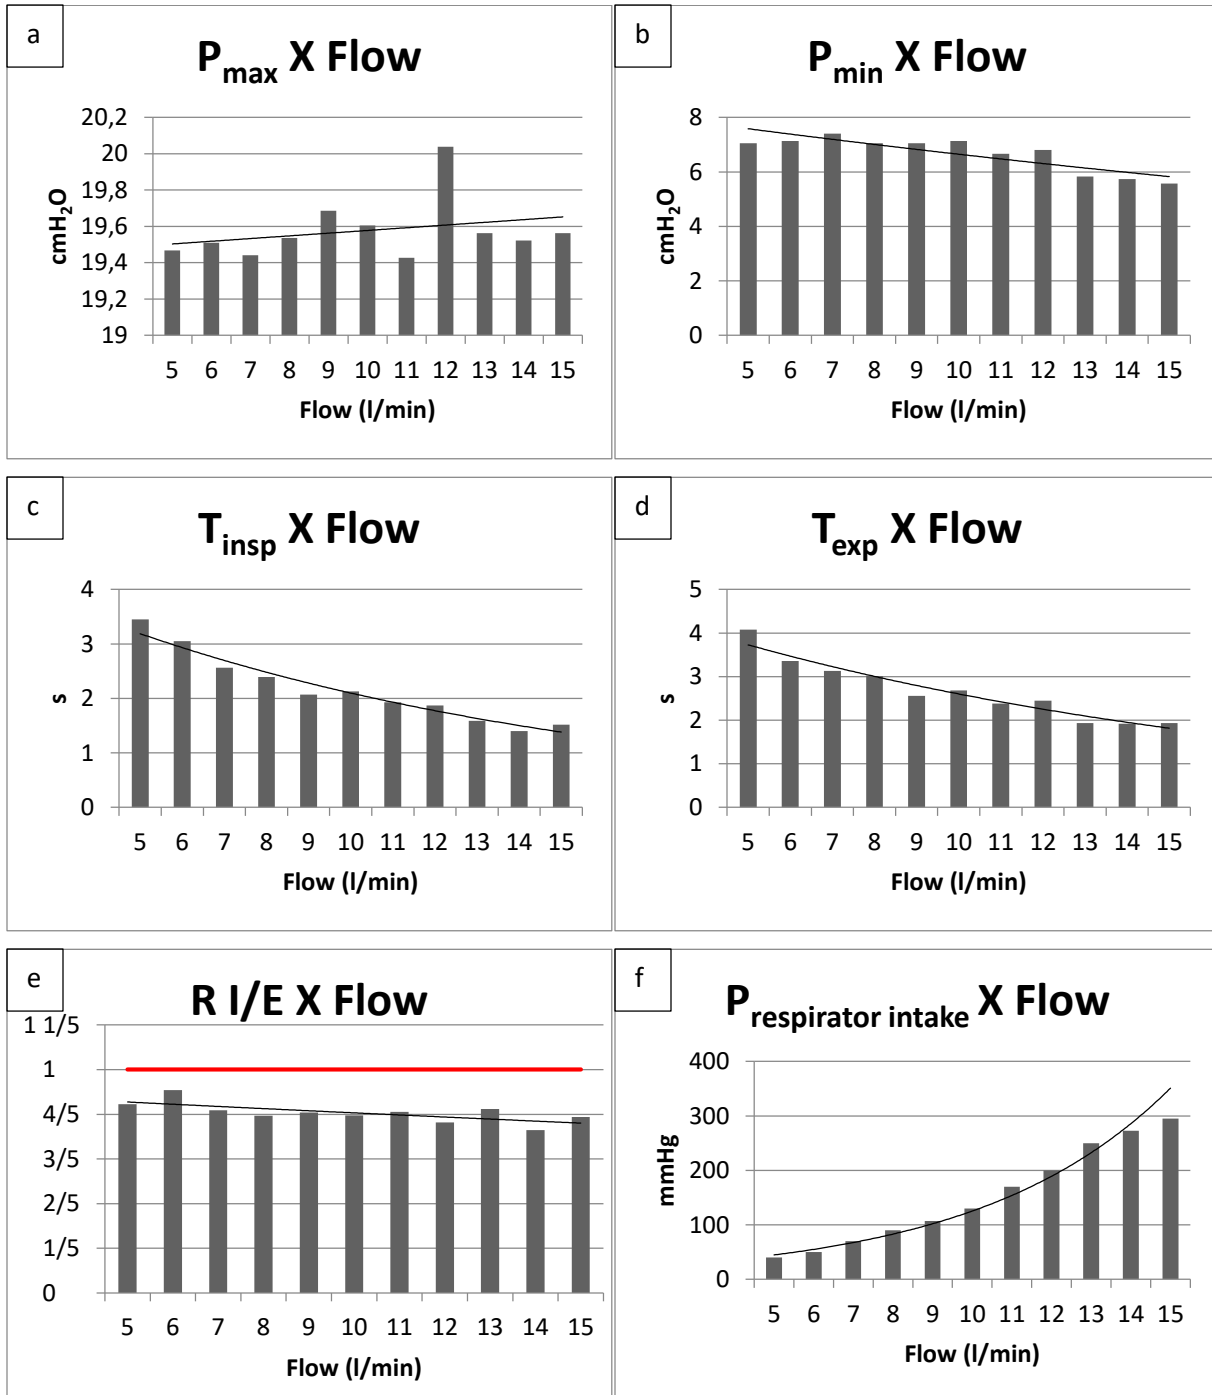 a
P_max X Flow
20,2
20
19,8
19,6
19,4
19,2
19
cmH₂O
5 6 7 8 9 10 11 12 13 14 15
Flow (l/min)
b
P_min X Flow
8
6
4
2
0
cmH₂O
5 6 7 8 9 10 11 12 13 14 15
Flow (l/min)
c
T_insp X Flow
4
3
2
1
0
s
5 6 7 8 9 10 11 12 13 14 15
Flow (l/min)
d
T_exp X Flow
5
4
3
2
1
0
s
5 6 7 8 9 10 11 12 13 14 15
Flow (l/min)
e
R I/E X Flow
1 1/5
1
4/5
3/5
2/5
1/5
0
5 6 7 8 9 10 11 12 13 14 15
Flow (l/min)
f
P_respirator intake X Flow
400
300
200
100
0
mmHg
5 6 7 8 9 10 11 12 13 14 15
Flow (l/min)